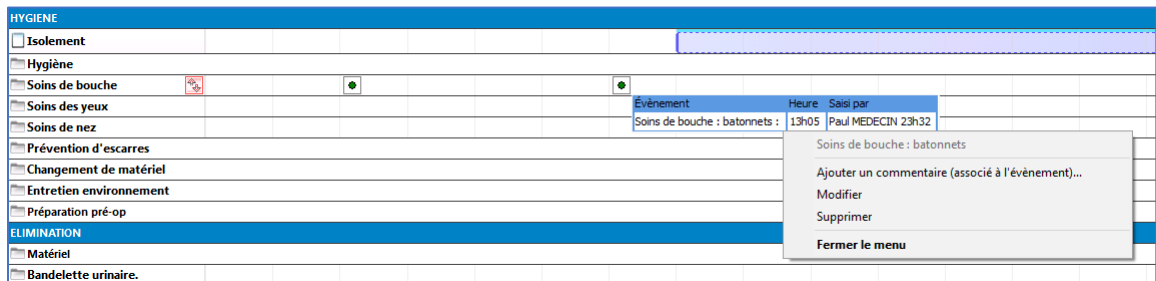 HYGIENE
Isolement
Hygiène
Soins de bouche
Soins des yeux
Évènement Heure Saisi par
Soins de bouche : batonnets : 13h05 Paul MEDECIN 23h32
Soins de nez
Prévention d'escarres
Soins de bouche : batonnets
Changement de matériel
Ajouter un commentaire (associé à l'évènement)...
Entretien environnement
Modifier
Préparation pré-op
Supprimer
ELIMINATION
Fermer le menu
Matériel
Bandelette urinaire.